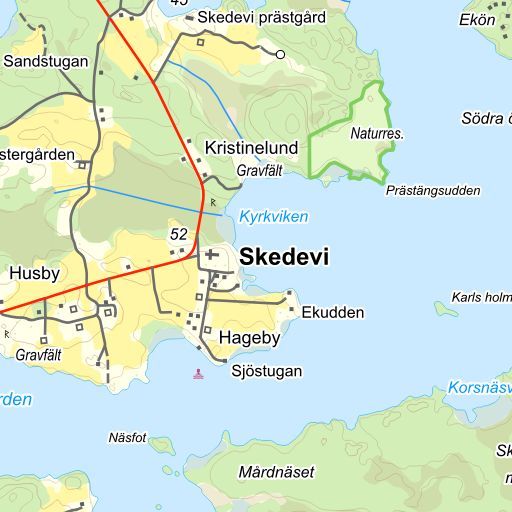 45
Skedevi prästgård
Ekön
Sandstugan
Södra ö
Naturres.
Kristinelund
stergården
Gravfält
Prästängsudden
R
Kyrkviken
52
Skedevi
Husby
Karls holm
Ekudden
R
Hageby
Gravfält
Sjöstugan
Korsnäsv
rden
Näsfot
Sk
Mårdnäset
n